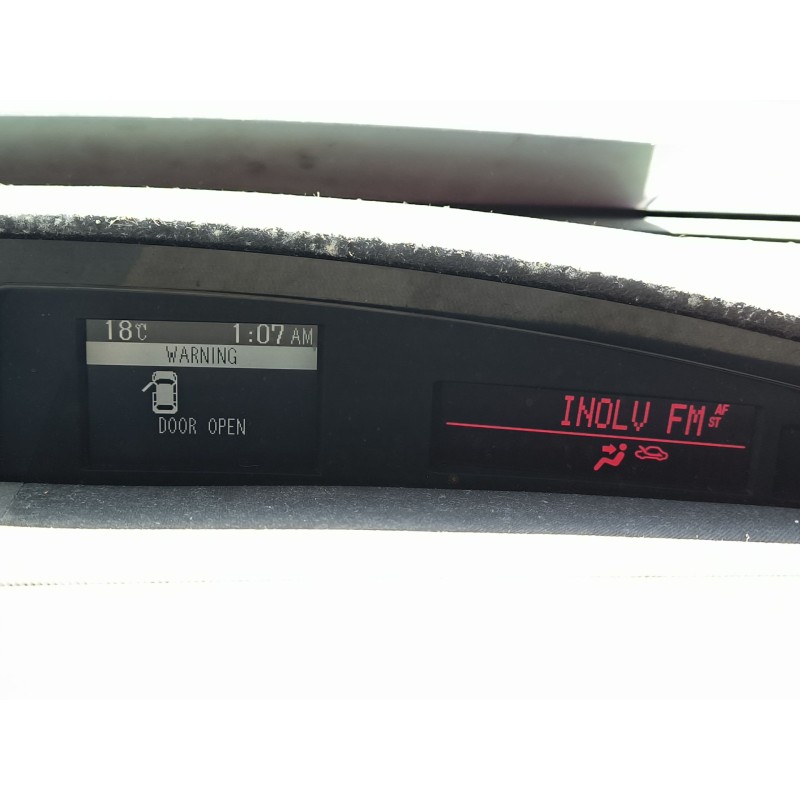 18°C 1:07 AM
WARNING
DOOR OPEN
INOLV FM AF
ST